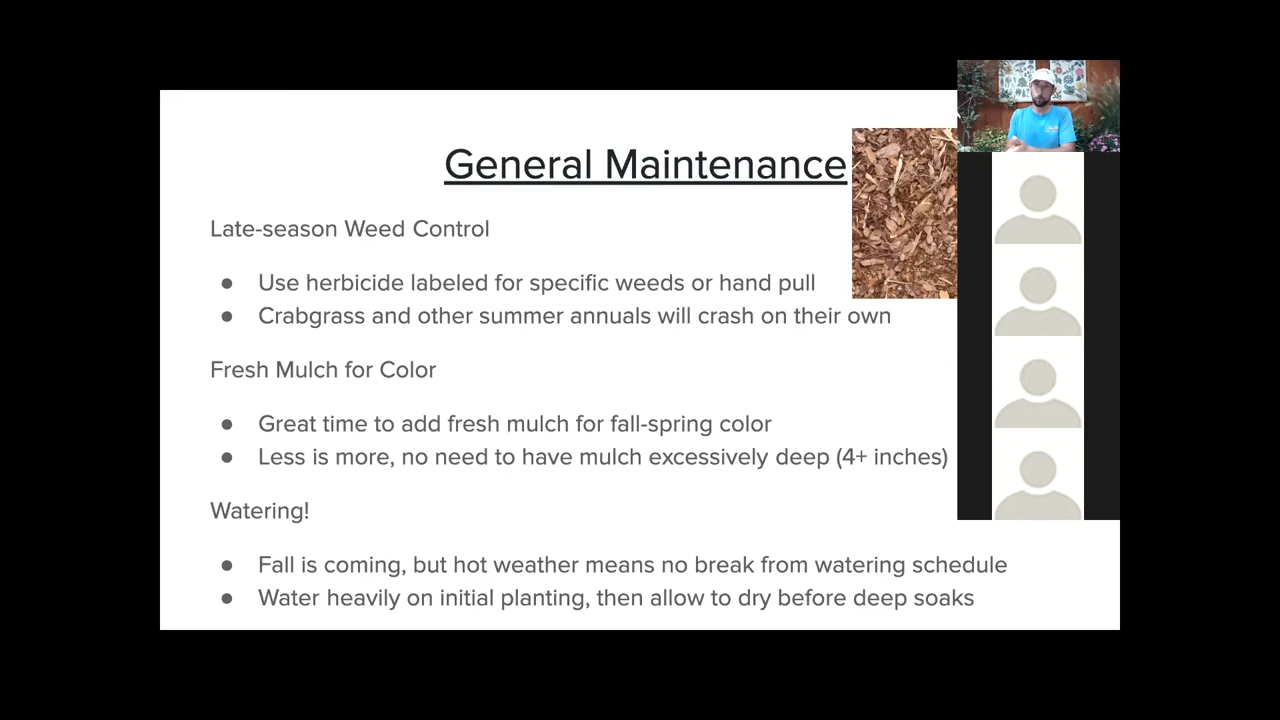 General Maintenance
Late-season Weed Control
● Use herbicide labeled for specific weeds or hand pull
● Crabgrass and other summer annuals will crash on their own
Fresh Mulch for Color
● Great time to add fresh mulch for fall-spring color
● Less is more, no need to have mulch excessively deep (4+ inches)
Watering!
● Fall is coming, but hot weather means no break from watering schedule
● Water heavily on initial planting, then allow to dry before deep soaks